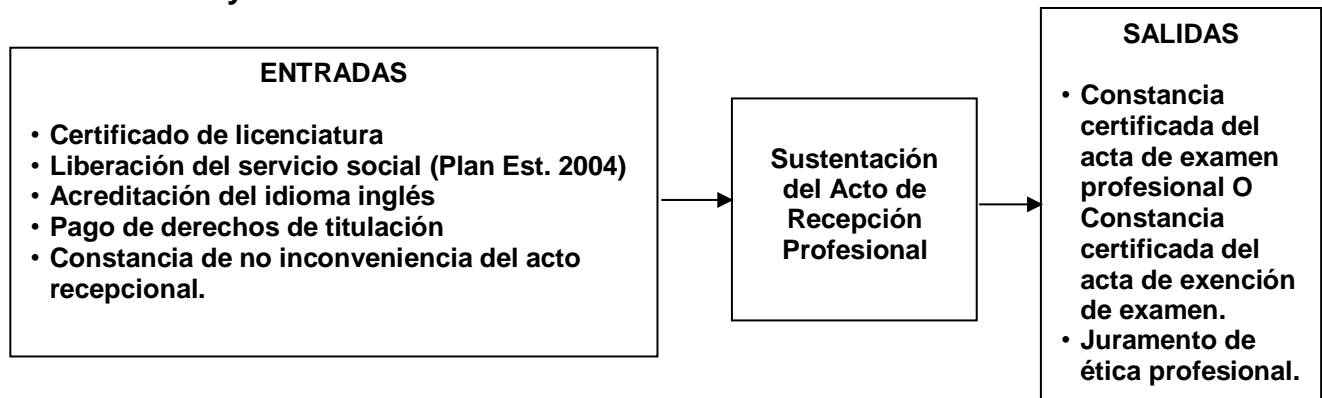 y
ENTRADAS
• Certificado de licenciatura
• Liberación del servicio social (Plan Est. 2004)
• Acreditación del idioma inglés
• Pago de derechos de titulación
• Constancia de no inconveniencia del acto
recepcional.
Sustentación
del Acto de
Recepción
Profesional
SALIDAS
• Constancia
certificada del
acta de examen
profesional O
Constancia
certificada del
acta de exención
de examen.
• Juramento de
ética profesional.